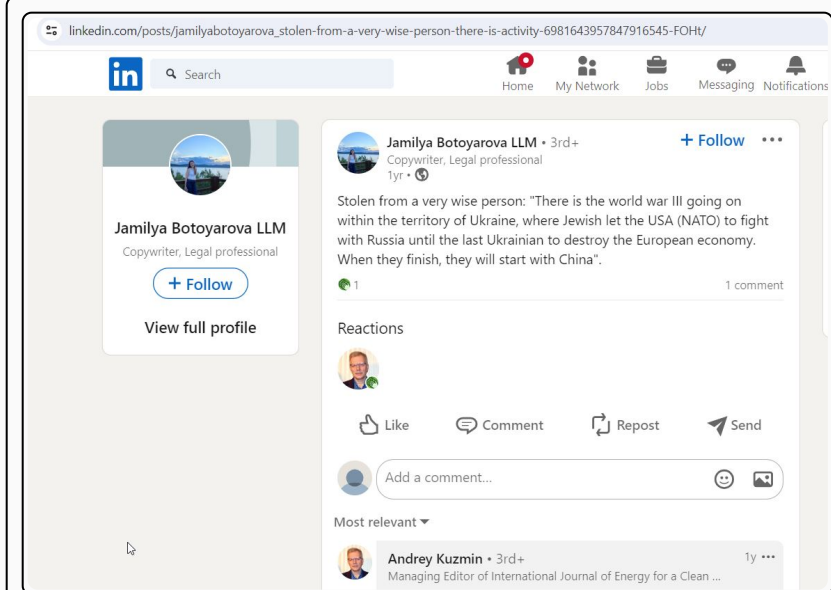 linkedin.com/posts/jamilyabotoyarova_stolen-from-a-very-wise-person-there-is-activity-6981643957847916545-FOHt/
in
Search
Home
My Network
Jobs
Messaging
Notifications
Jamilya Botoyarova LLM
Copywriter, Legal professional
+ Follow
View full profile
Jamilya Botoyarova LLM • 3rd+
+ Follow
Copywriter, Legal professional
1yr •
Stolen from a very wise person: "There is the world war III going on
within the territory of Ukraine, where Jewish let the USA (NATO) to fight
with Russia until the last Ukrainian to destroy the European economy.
When they finish, they will start with China".
1
1 comment
Reactions
Like
Comment
Repost
Send
Add a comment...
Most relevant
Andrey Kuzmin • 3rd+
1y
Managing Editor of International Journal of Energy for a Clean ...